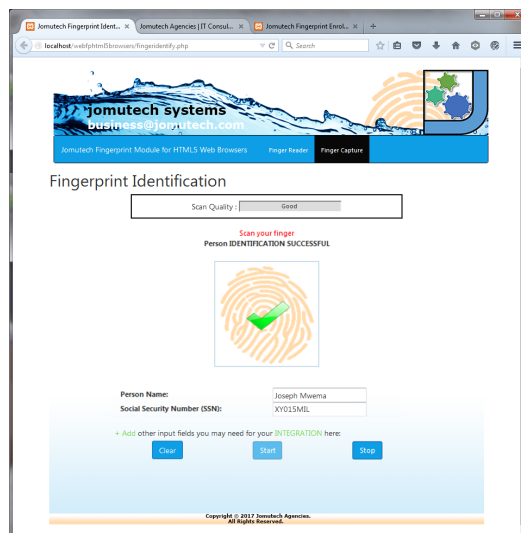 Jomutech Fingerprint Ident... ×
Jomutech Agencies | IT Consul... ×
Jomutech Fingerprint Enrol... ×
+
localhost/webfphtml5browsers/fingeridentify.php
Search
jomutech systems
business@jomutech.com
Jomutech Fingerprint Module for HTML5 Web Browsers
Finger Reader
Finger Capture
Fingerprint Identification
Scan Quality : Good
Scan your finger
Person IDENTIFICATION SUCCESSFUL
Person Name: Joseph Mwema
Social Security Number (SSN): XY015MIL
+ Add other input fields you may need for your INTEGRATION here:
Clear Start Stop
Copyright © 2017 Jomutech Agencies.
All Rights Reserved.